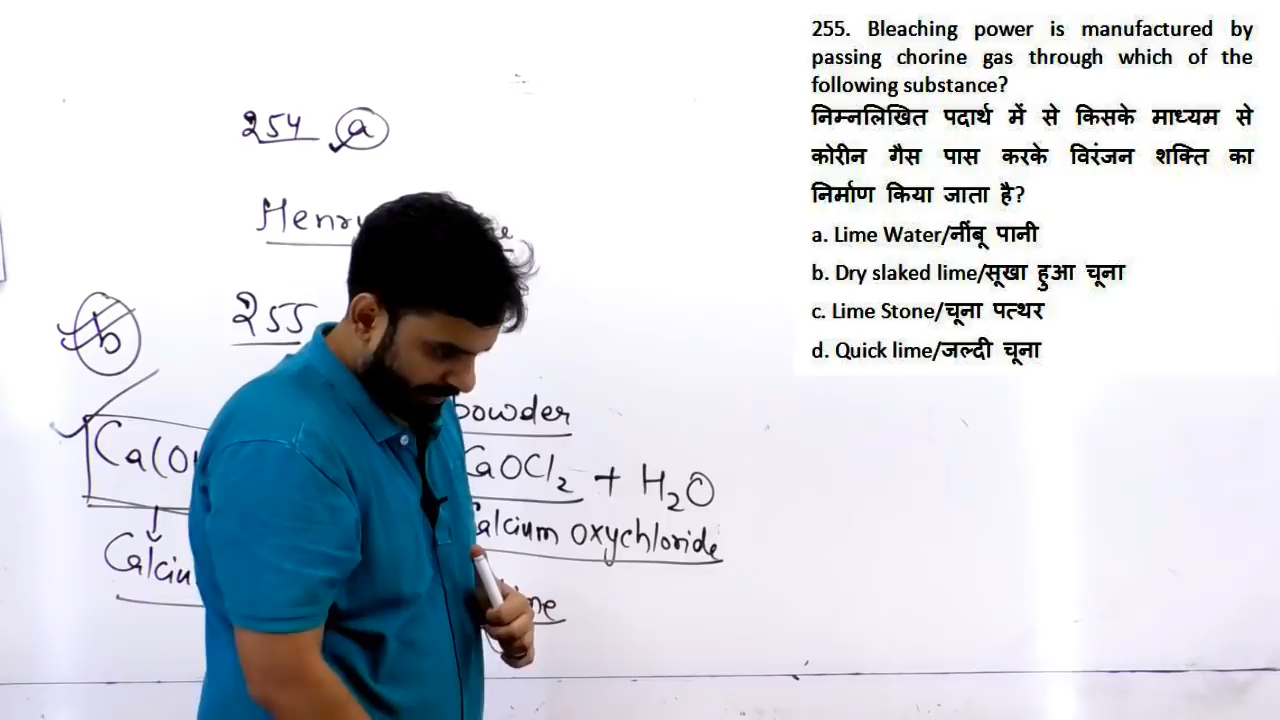 254 a
Henry
255
b
powder
CaOCl₂ + H₂O
Calcium oxychloride
255. Bleaching power is manufactured by
passing chorine gas through which of the
following substance?
निम्नलिखित पदार्थ में से किसके माध्यम से
कोरीन गैस पास करके विरंजन शक्ति का
निर्माण किया जाता है?
a. Lime Water/नींबू पानी
b. Dry slaked lime/सूखा हुआ चूना
c. Lime Stone/चूना पत्थर
d. Quick lime/जल्दी चूना